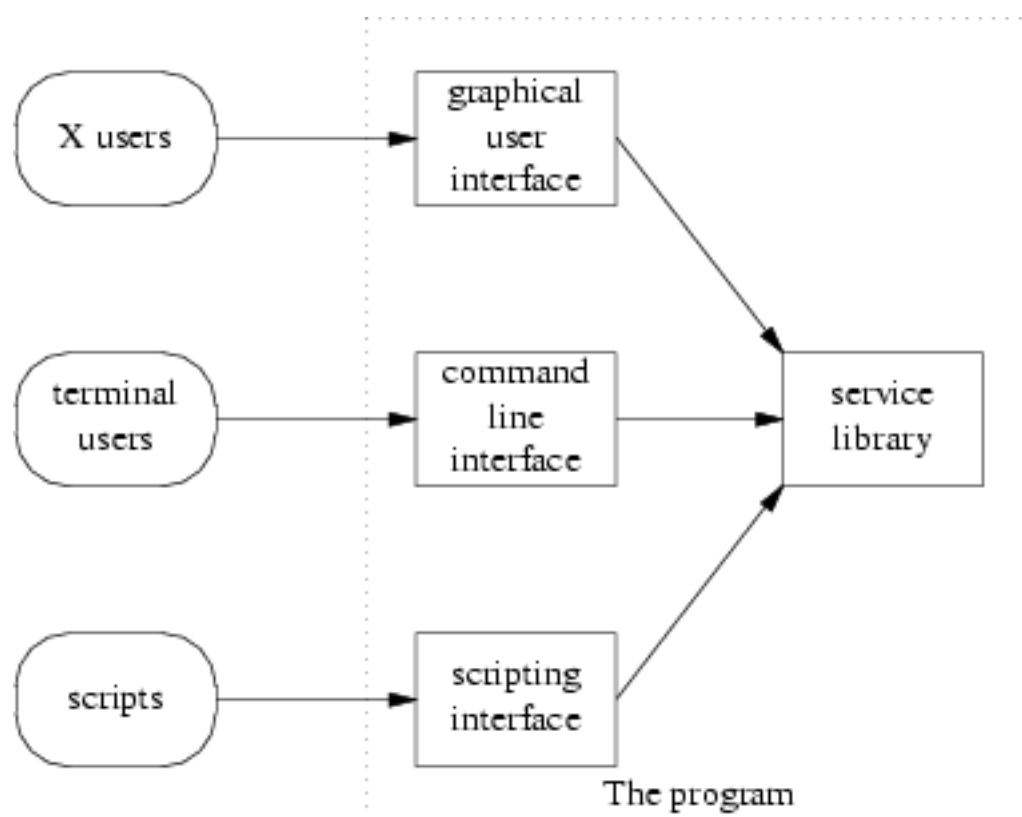 X users
graphical
user
interface
terminal
users
command
line
interface
service
library
scripts
scripting
interface
The program